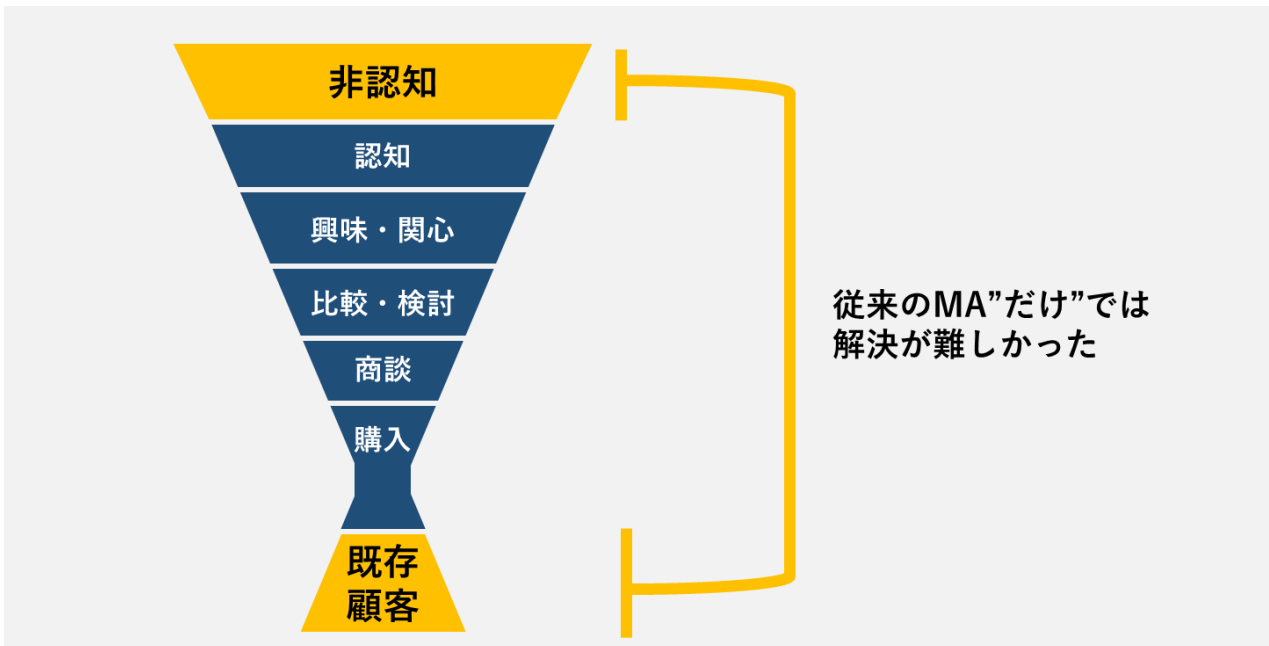 非認知
認知
興味・関心
比較・検討
商談
購入
既存
顧客
従来のMA”だけ”では
解決が難しかった